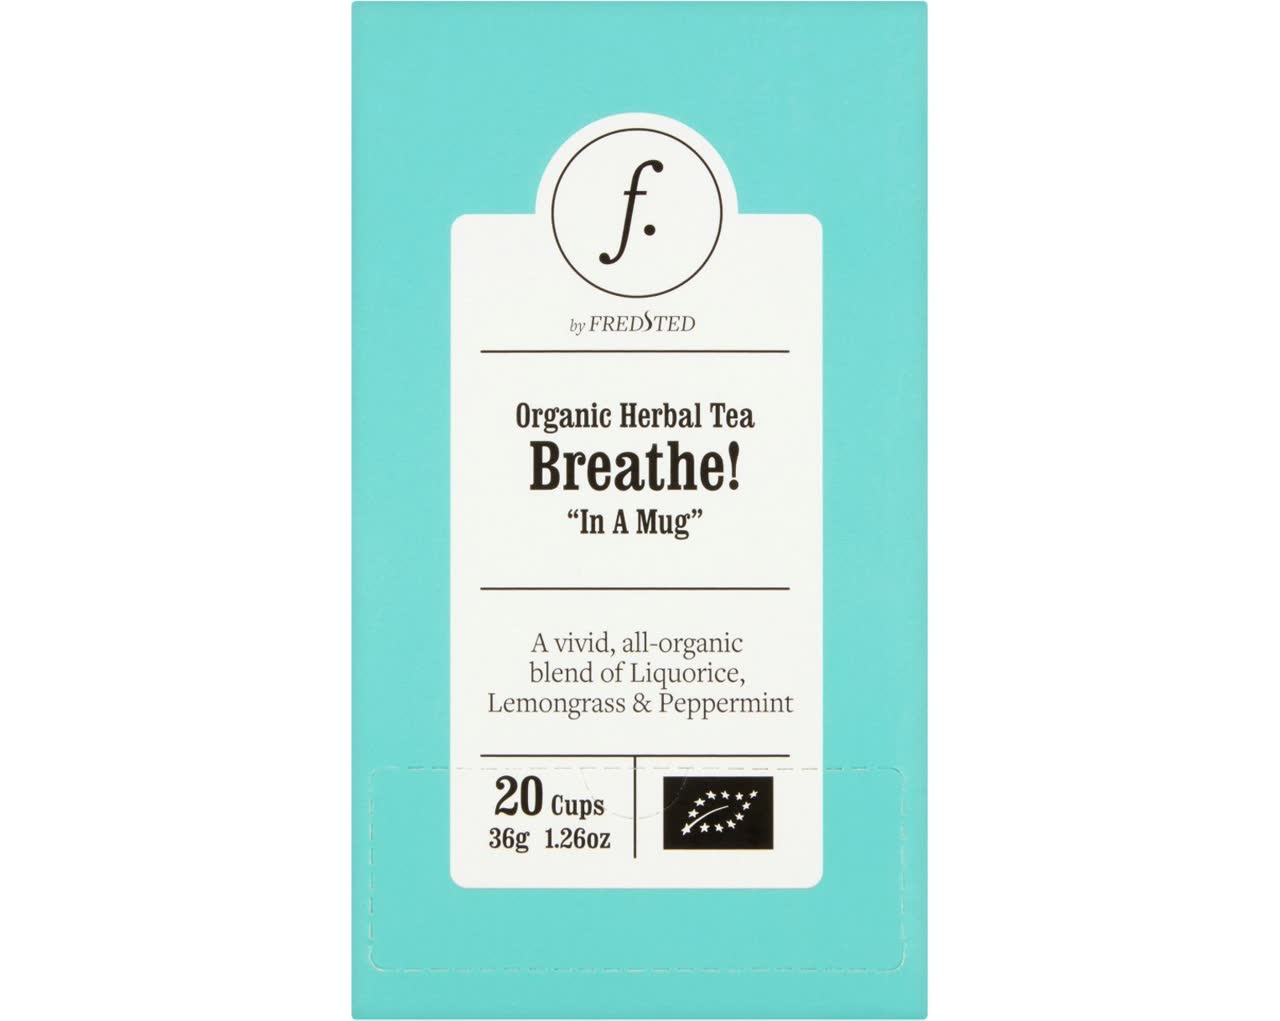 f.
by FREDSTED
Organic Herbal Tea
Breathe!
“In A Mug”
A vivid, all-organic
blend of Liquorice,
Lemongrass & Peppermint
20 Cups
36g 1.26oz